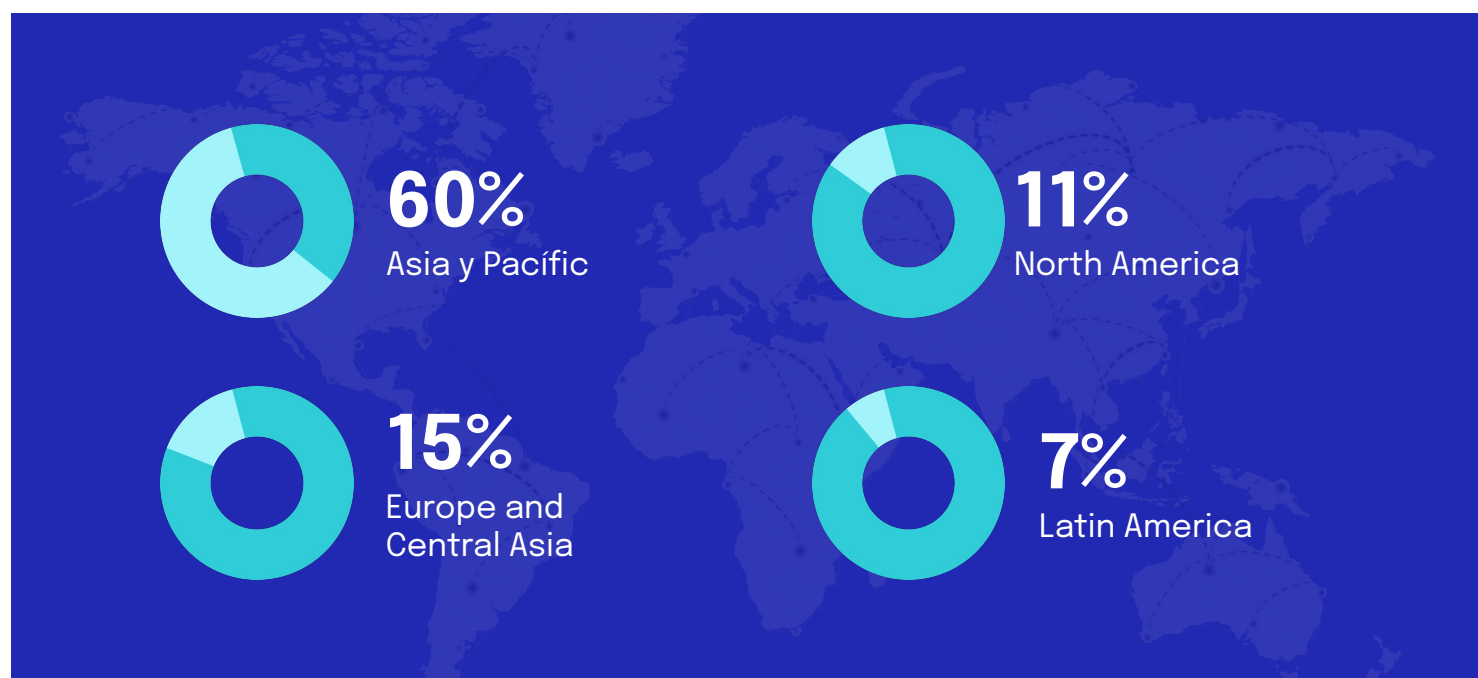 60%
Asia y Pacífic
11%
North America
15%
Europe and
Central Asia
7%
Latin America